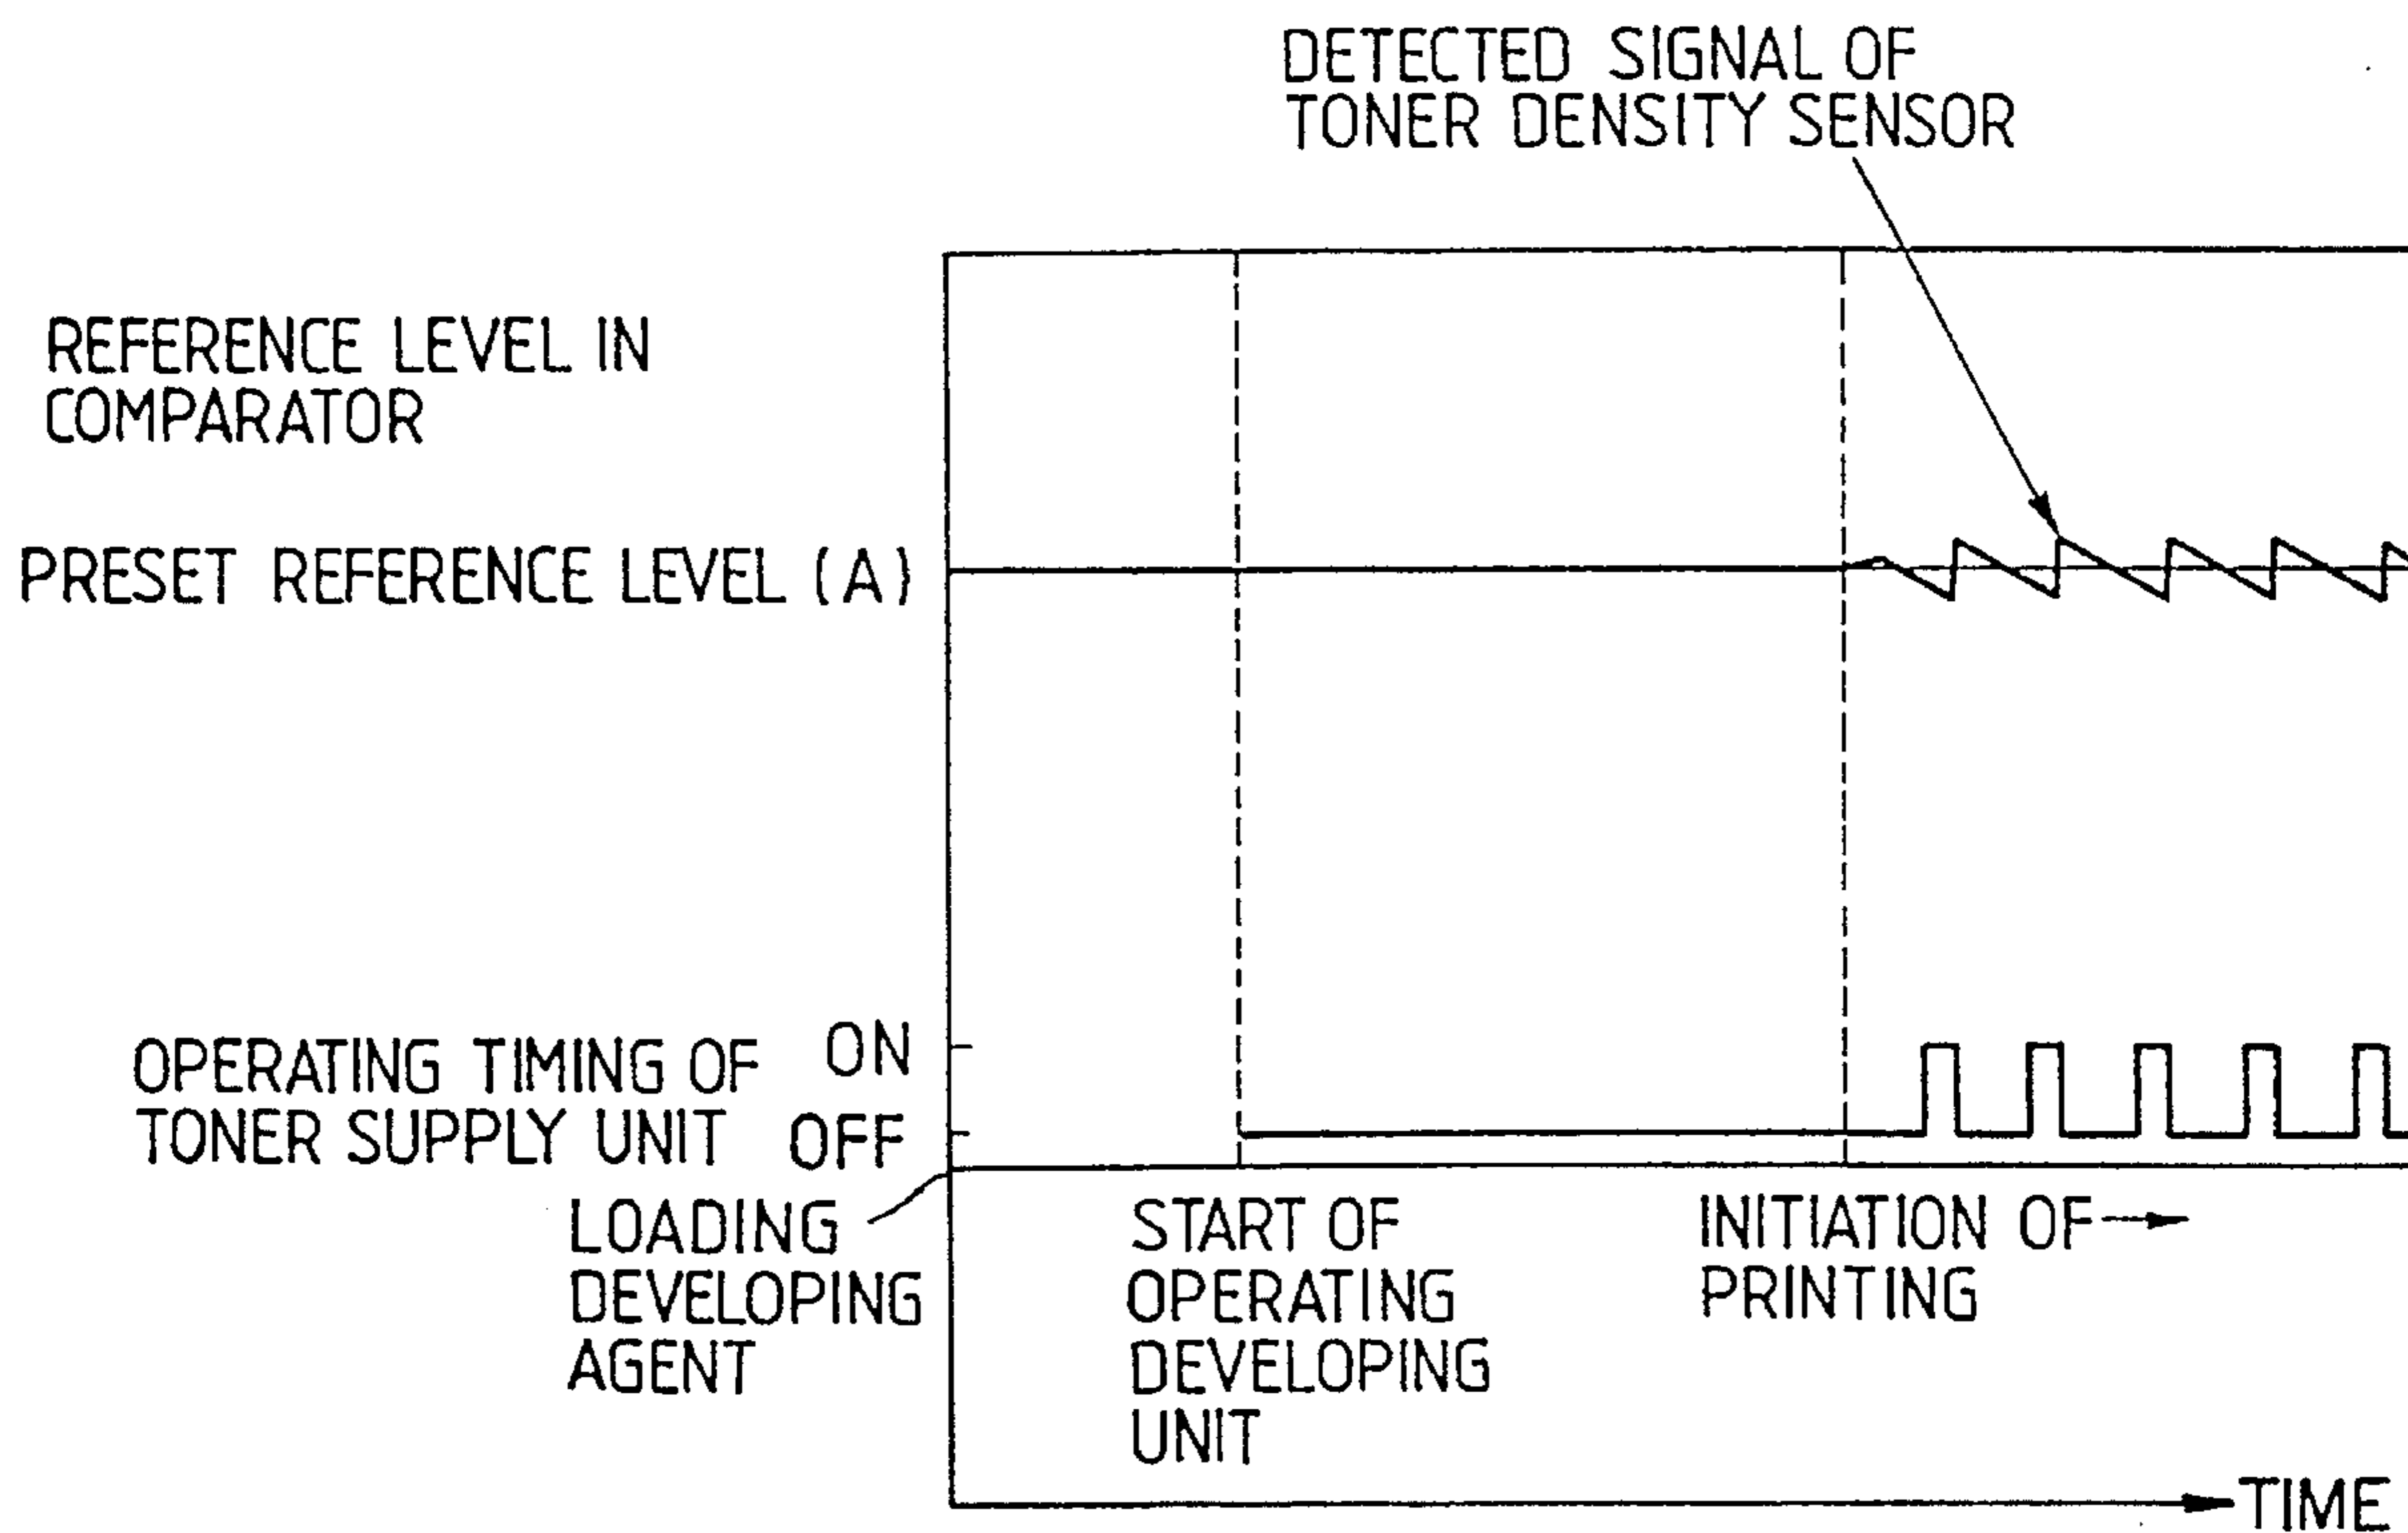 DETECTED SIGNAL OF
TONER DENSITY SENSOR
REFERENCE LEVEL IN
COMPARATOR
PRESET REFERENCE LEVEL (A)
OPERATING TIMING OF
TONER SUPPLY UNIT
ON
OFF
LOADING
DEVELOPING
AGENT
START OF
OPERATING
DEVELOPING
UNIT
INITIATION OF
PRINTING
TIME